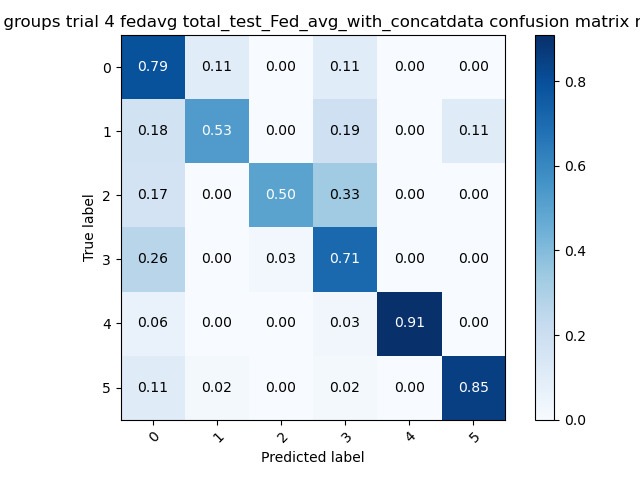 groups trial 4 fedavg total_test_Fed_avg_with_concatdata confusion matrix
0 0.79 0.11 0.00 0.11 0.00 0.00
1 0.18 0.53 0.00 0.19 0.00 0.11
2 0.17 0.00 0.50 0.33 0.00 0.00
3 0.26 0.00 0.03 0.71 0.00 0.00
4 0.06 0.00 0.00 0.03 0.91 0.00
5 0.11 0.02 0.00 0.02 0.00 0.85
0 1 2 3 4 5
True label
Predicted label
0.8
0.6
0.4
0.2
0.0